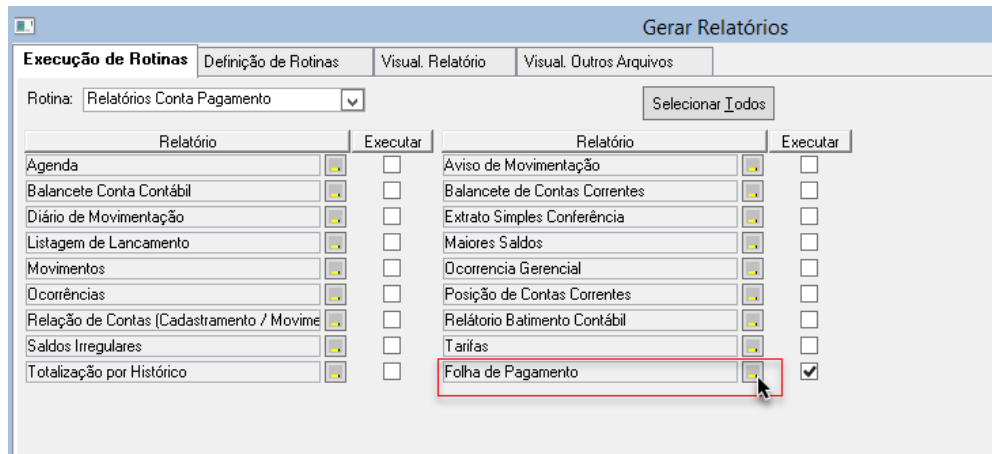 Gerar Relatórios
Execução de Rotinas Definição de Rotinas Visual. Relatório Visual. Outros Arquivos
Rotina: Relatórios Conta Pagamento Selecionar Todos
Relatório Executar Relatório Executar
Agenda Aviso de Movimentação
Balancete Conta Contábil Balancete de Contas Correntes
Diário de Movimentação Extrato Simples Conferência
Listagem de Lancamento Maiores Saldos
Movimentos Ocorrencia Gerencial
Ocorrências Posição de Contas Correntes
Relação de Contas (Cadastramento / Movime Relátorio Batimento Contábil
Saldos Irregulares Tarifas
Totalização por Histórico Folha de Pagamento